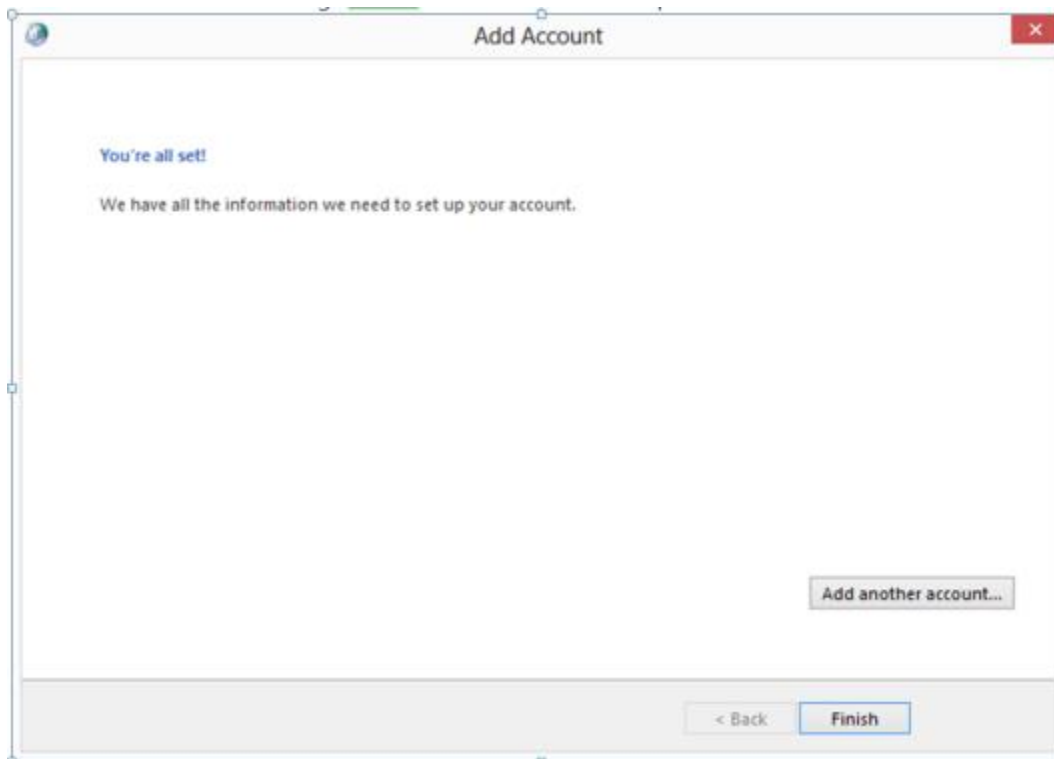 Add Account
You're all set!
We have all the information we need to set up your account.
Add another account...
< Back
Finish